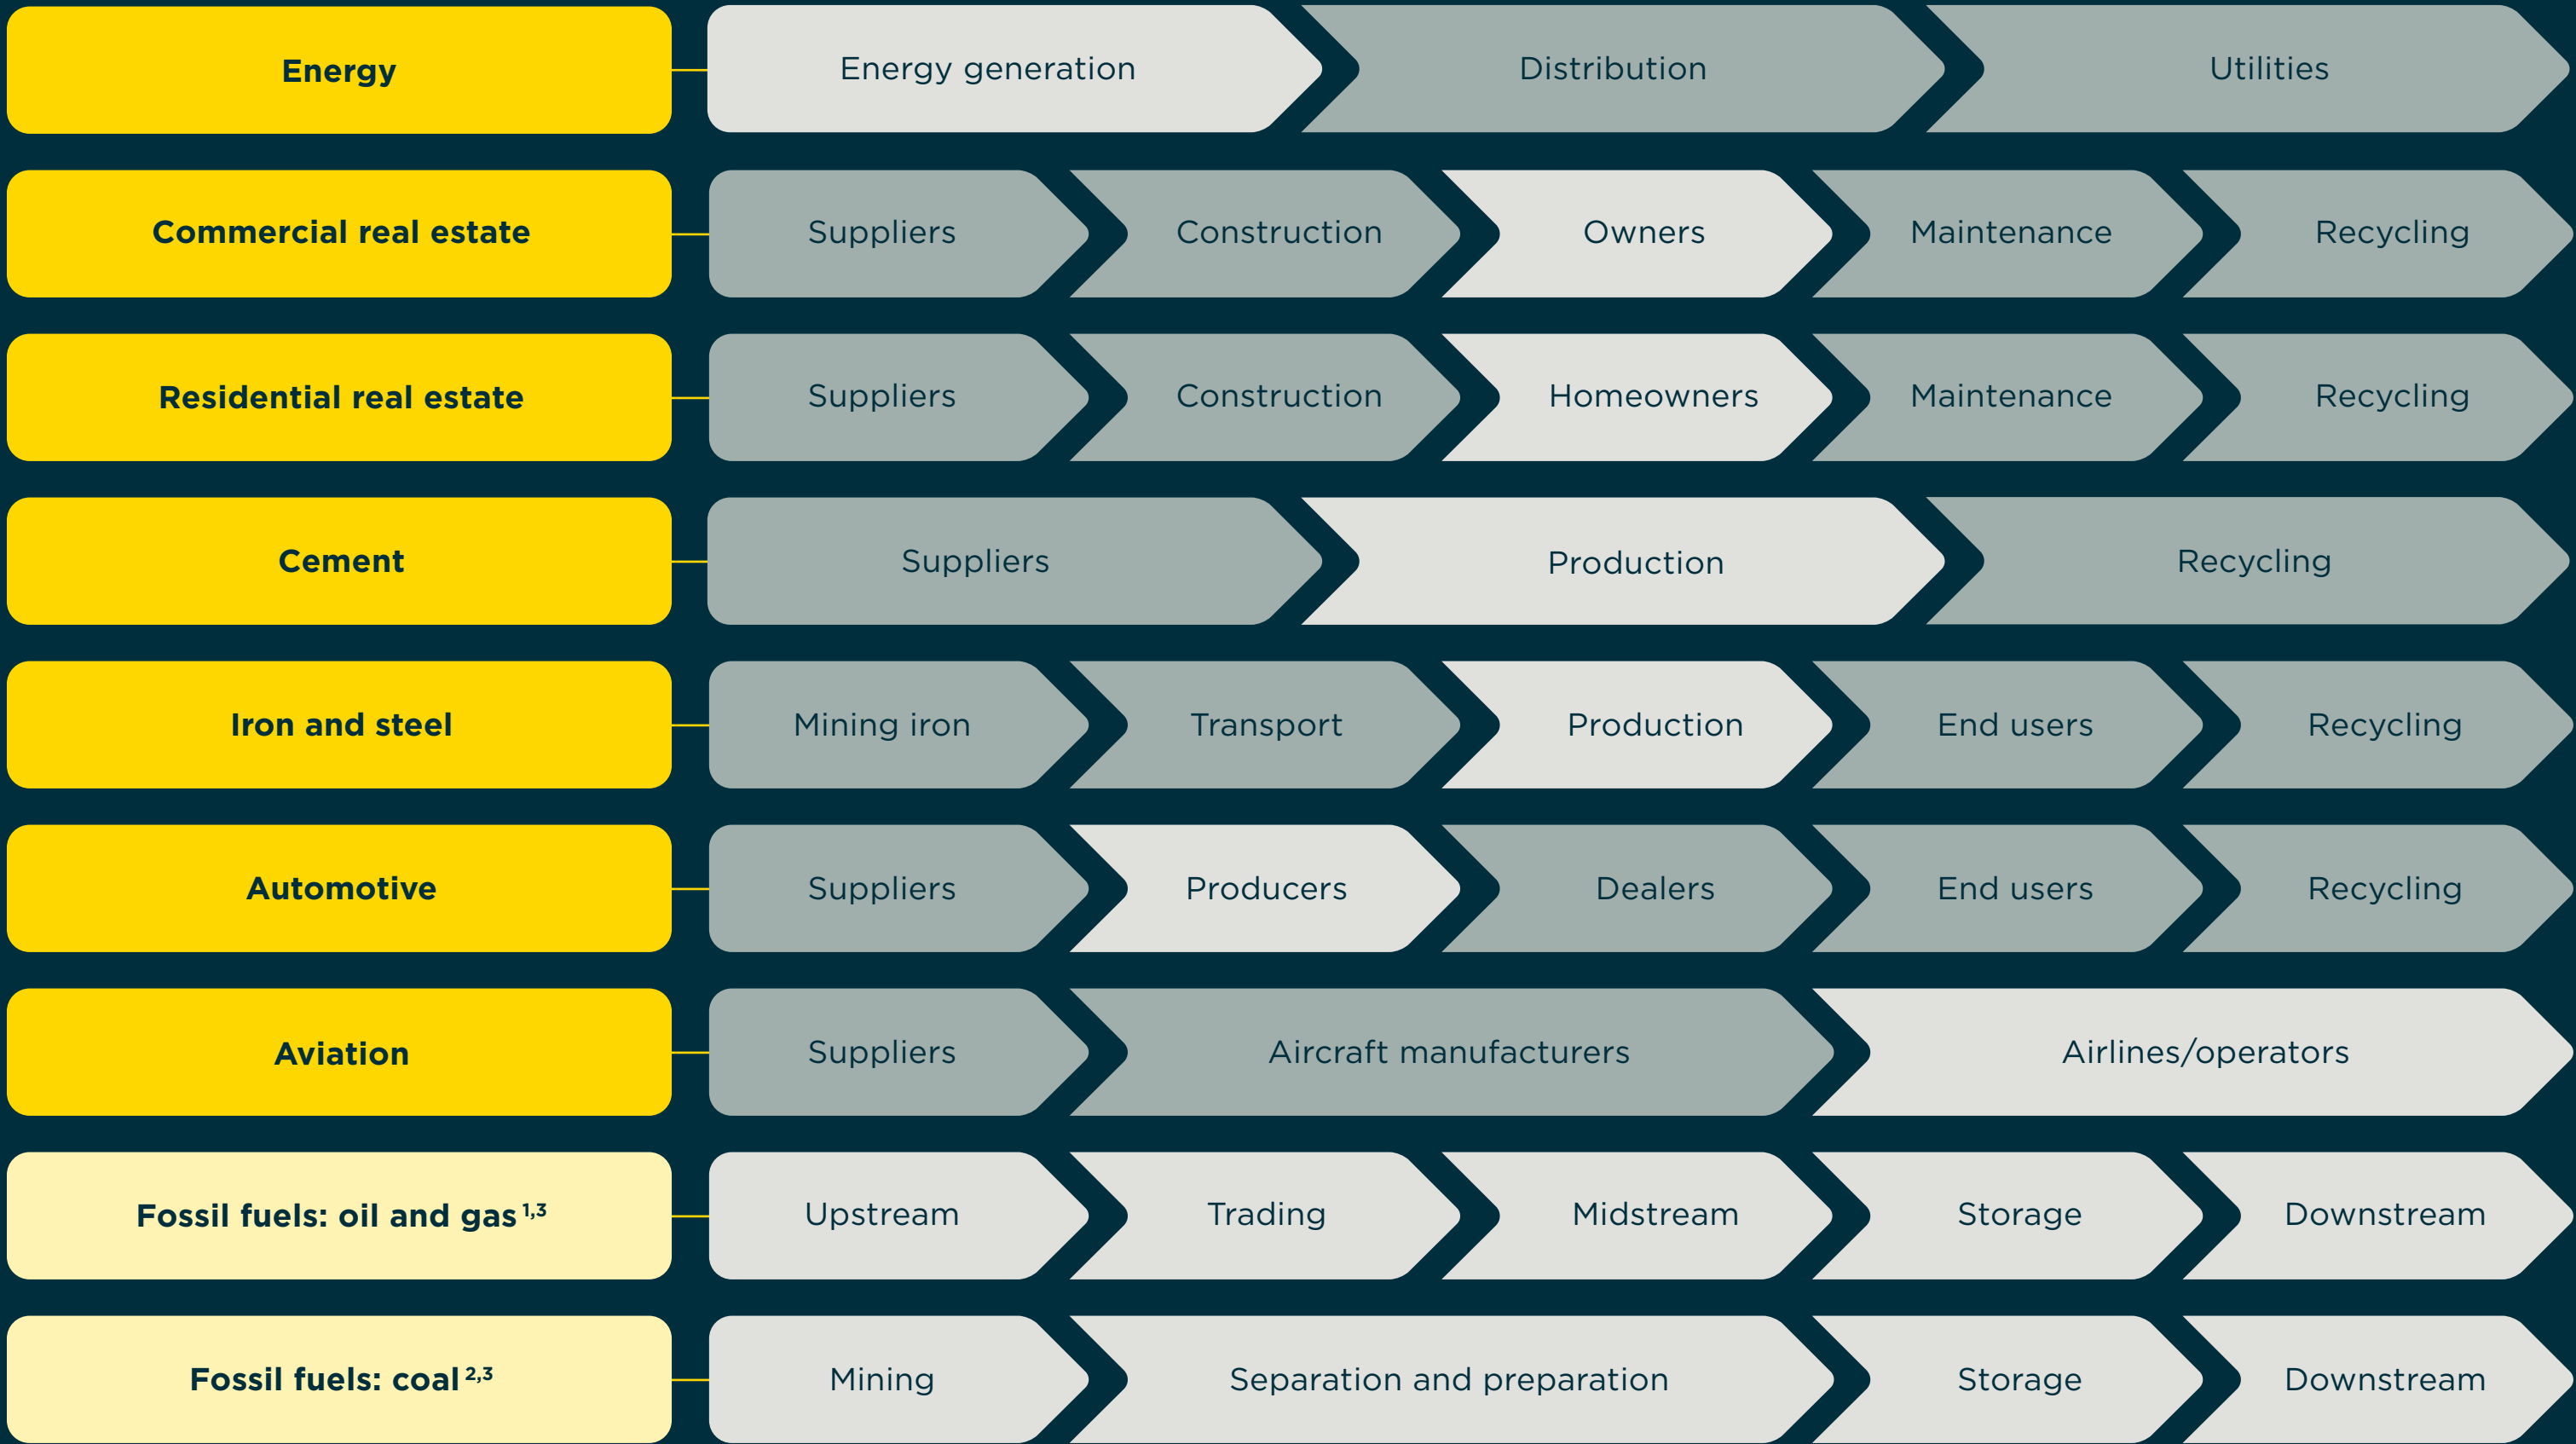 Energy
Energy generation
Distribution
Utilities
Commercial real estate
Suppliers
Construction
Owners
Maintenance
Recycling
Residential real estate
Suppliers
Construction
Homeowners
Maintenance
Recycling
Cement
Suppliers
Production
Recycling
Iron and steel
Mining iron
Transport
Production
End users
Recycling
Automotive
Suppliers
Producers
Dealers
End users
Recycling
Aviation
Suppliers
Aircraft manufacturers
Airlines/operators
Fossil fuels: oil and gas 1,3
Upstream
Trading
Midstream
Storage
Downstream
Fossil fuels: coal 2,3
Mining
Separation and preparation
Storage
Downstream